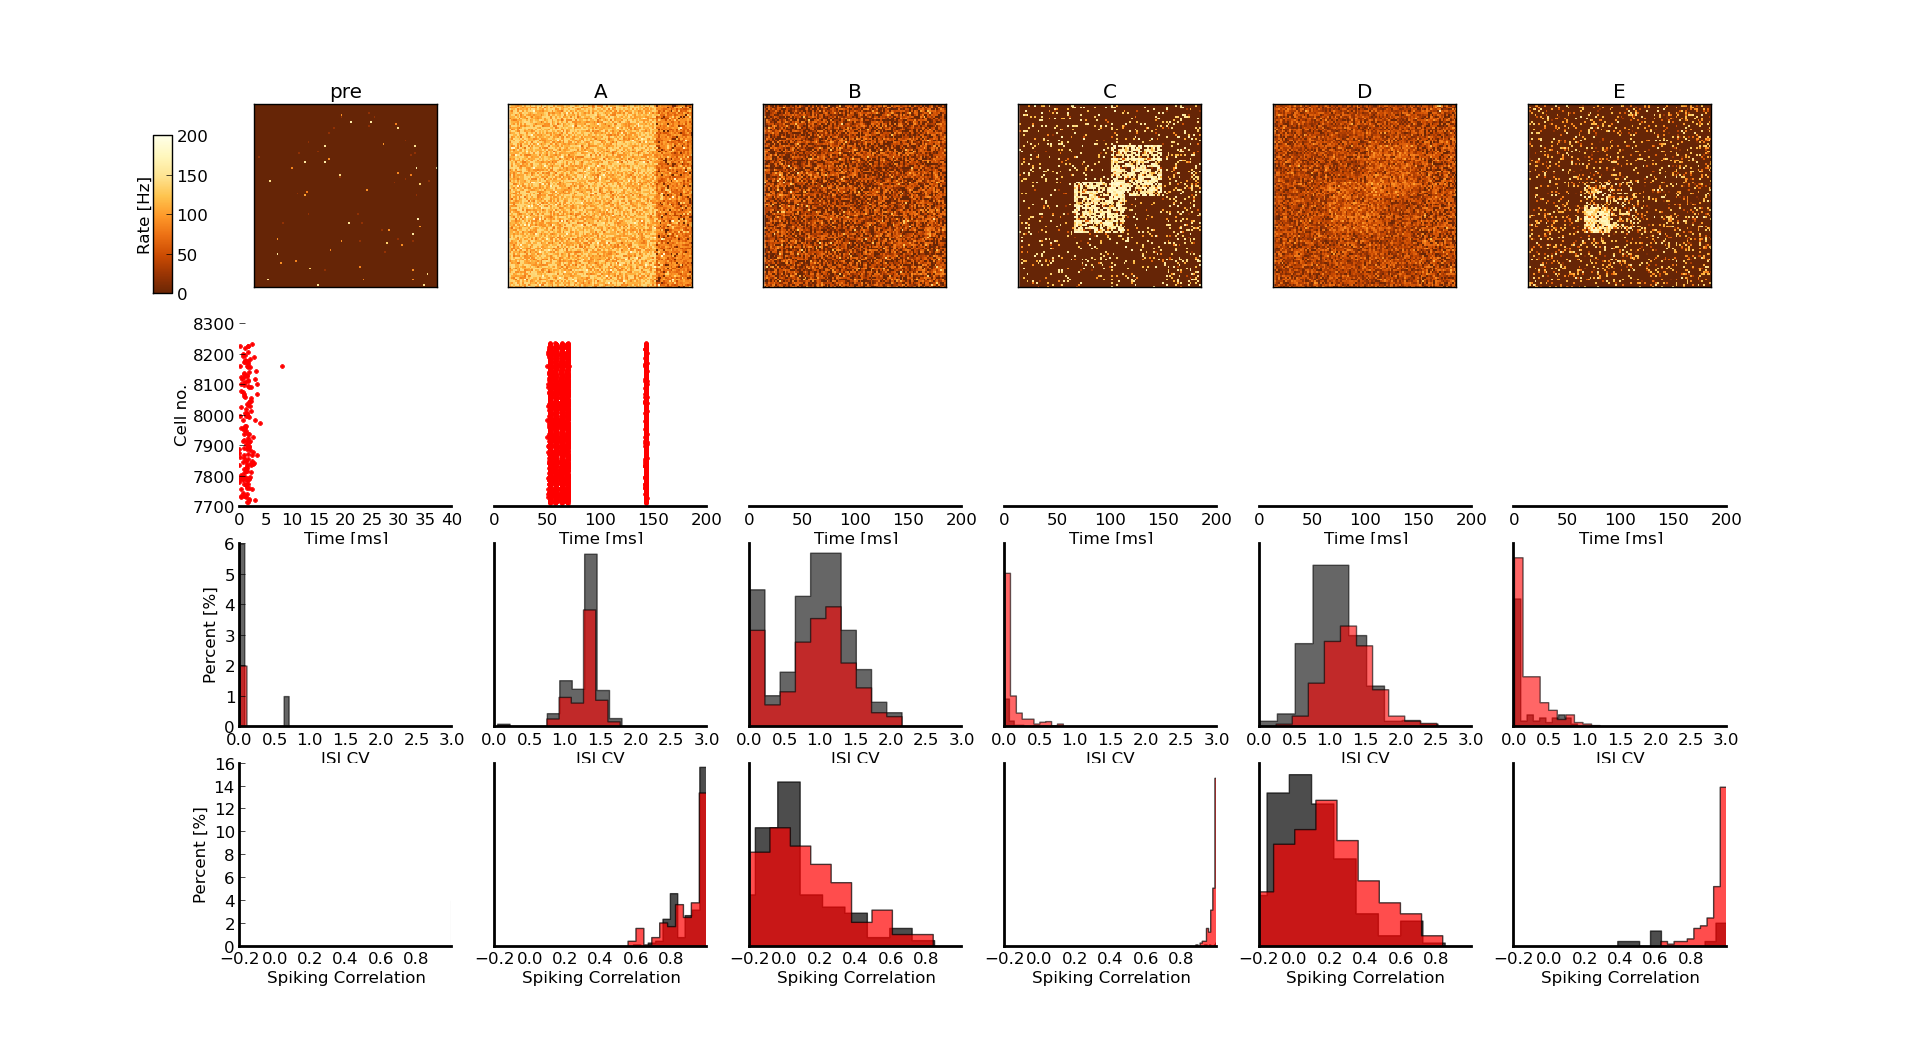 pre A B C D E
200
150
100
50
0
Rate [Hz]
8300
8200
8100
8000
7900
7800
7700
Cell no.
0 5 10 15 20 25 30 35 40 0 50 100 150 200 0 50 100 150 200 0 50 100 150 200 0 50 100 150 200 0 50 100 150 200
Time [ms] Time [ms] Time [ms] Time [ms] Time [ms] Time [ms]
6
5
4
3
2
1
0
Percent [%]
0.0 0.5 1.0 1.5 2.0 2.5 3.0 0.0 0.5 1.0 1.5 2.0 2.5 3.0 0.0 0.5 1.0 1.5 2.0 2.5 3.0 0.0 0.5 1.0 1.5 2.0 2.5 3.0 0.0 0.5 1.0 1.5 2.0 2.5 3.0 0.0 0.5 1.0 1.5 2.0 2.5 3.0
ISI CV ISI CV ISI CV ISI CV ISI CV ISI CV
16
14
12
10
8
6
4
2
0
Percent [%]
−0.2 0.0 0.2 0.4 0.6 0.8 −0.2 0.0 0.2 0.4 0.6 0.8 −0.2 0.0 0.2 0.4 0.6 0.8 −0.2 0.0 0.2 0.4 0.6 0.8 −0.2 0.0 0.2 0.4 0.6 0.8 −0.2 0.0 0.2 0.4 0.6 0.8
Spiking Correlation Spiking Correlation Spiking Correlation Spiking Correlation Spiking Correlation Spiking Correlation